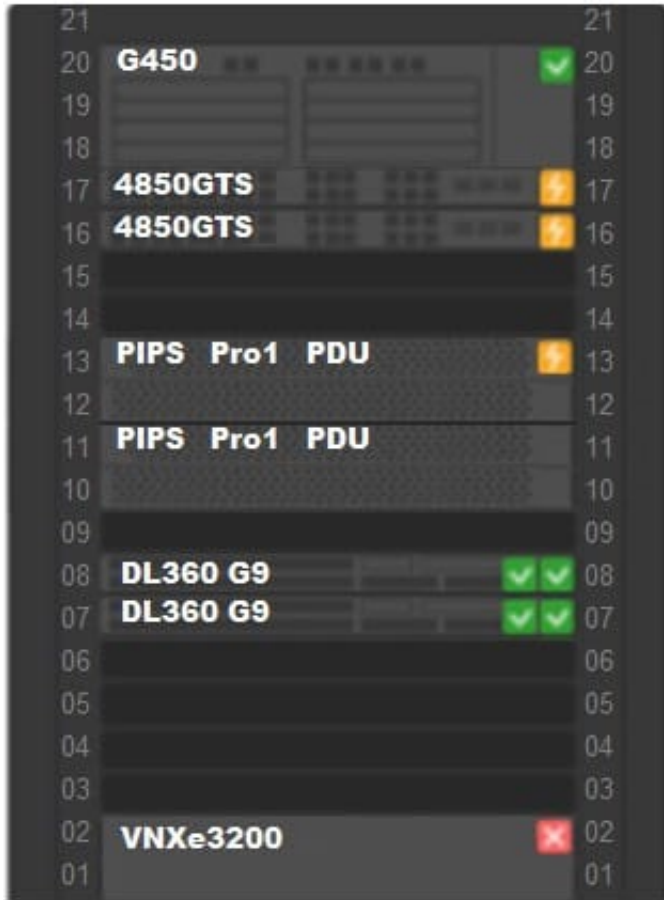 21 21
20 G450 20
19 19
18 18
17 4850GTS 17
16 4850GTS 16
15 15
14 14
13 PIPS Pro1 PDU 13
12 12
11 PIPS Pro1 PDU 11
10 10
09 09
08 DL360 G9 08
07 DL360 G9 07
06 06
05 05
04 04
03 03
02 VNXe3200 02
01 01